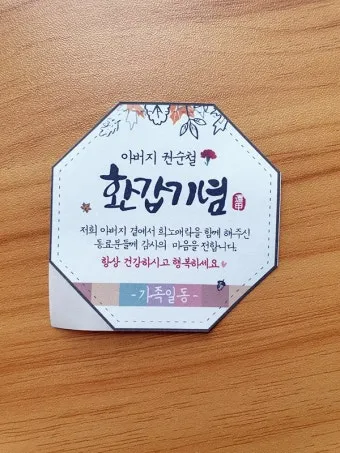 아버지 권순철
환갑기념
저희 아버지 곁에서 희노애락을 함께 해주신
동료분들께 감사의 마음을 전합니다.
항상 건강하시고 행복하세요
-가족일동-